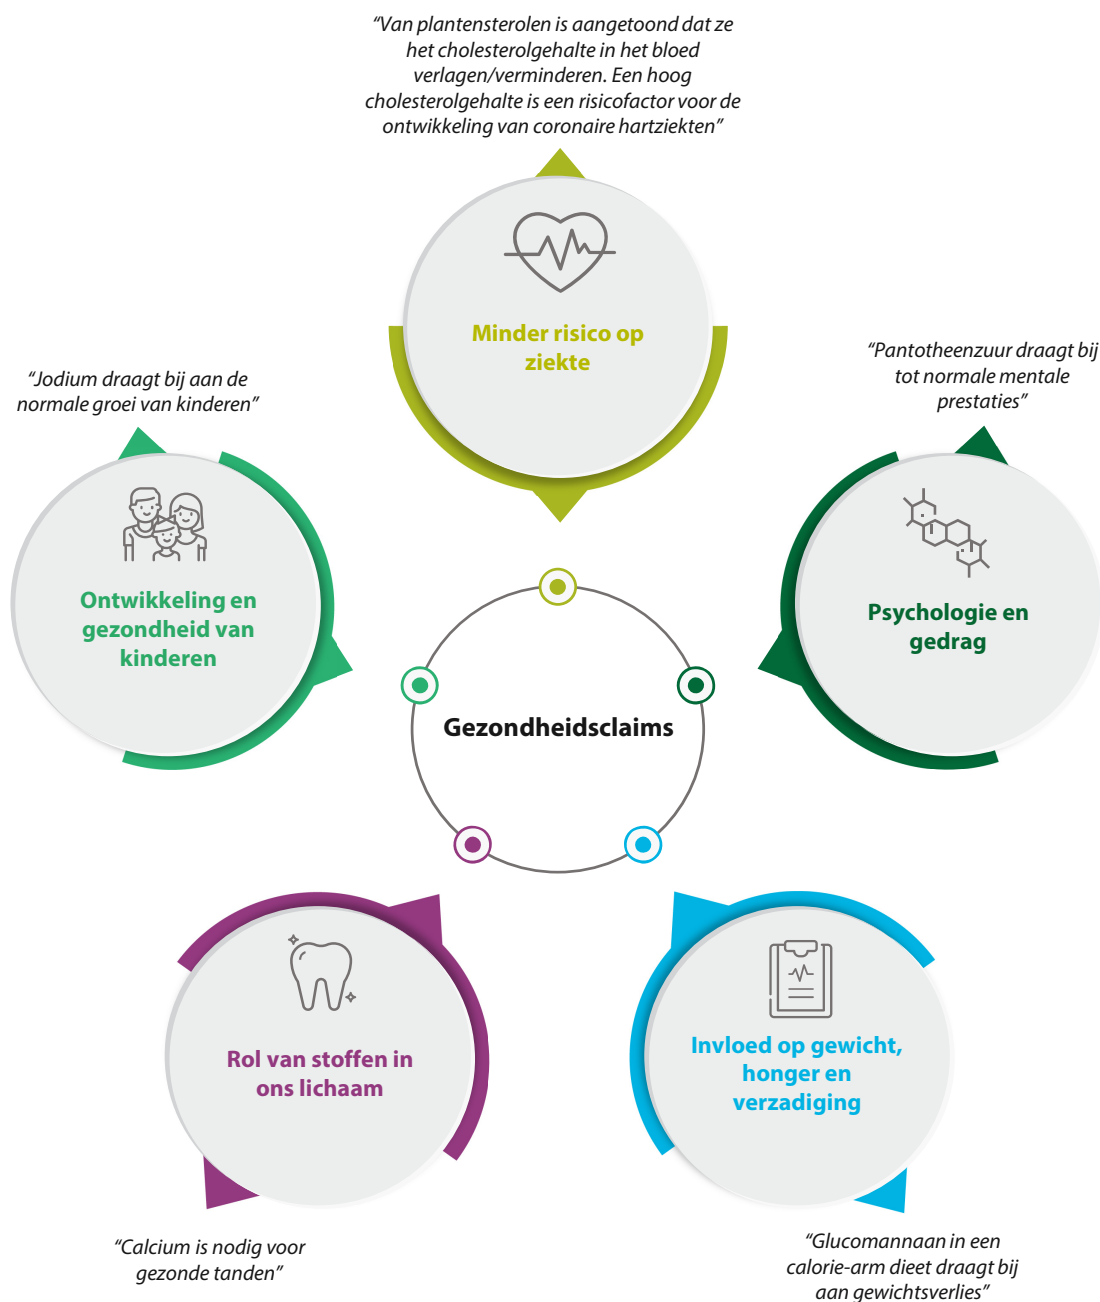 “Van plantensterolen is aangetoond dat ze
het cholesterolgehalte in het bloed
verlagen/verminderen. Een hoog
cholesterolgehalte is een risicofactor voor de
ontwikkeling van coronaire hartziekten”
Minder risico op
ziekte
“Jodium draagt bij aan de
normale groei van kinderen”
Ontwikkeling en
gezondheid van
kinderen
“Pantotheenzuur draagt bij
tot normale mentale
prestaties”
Psychologie en
gedrag
Gezondheidsclaims
Rol van stoffen in
ons lichaam
“Calcium is nodig voor
gezonde tanden”
Invloed op gewicht,
honger en
verzadiging
“Glucomannaan in een
calorie-arm dieet draagt bij
aan gewichtsverlies”